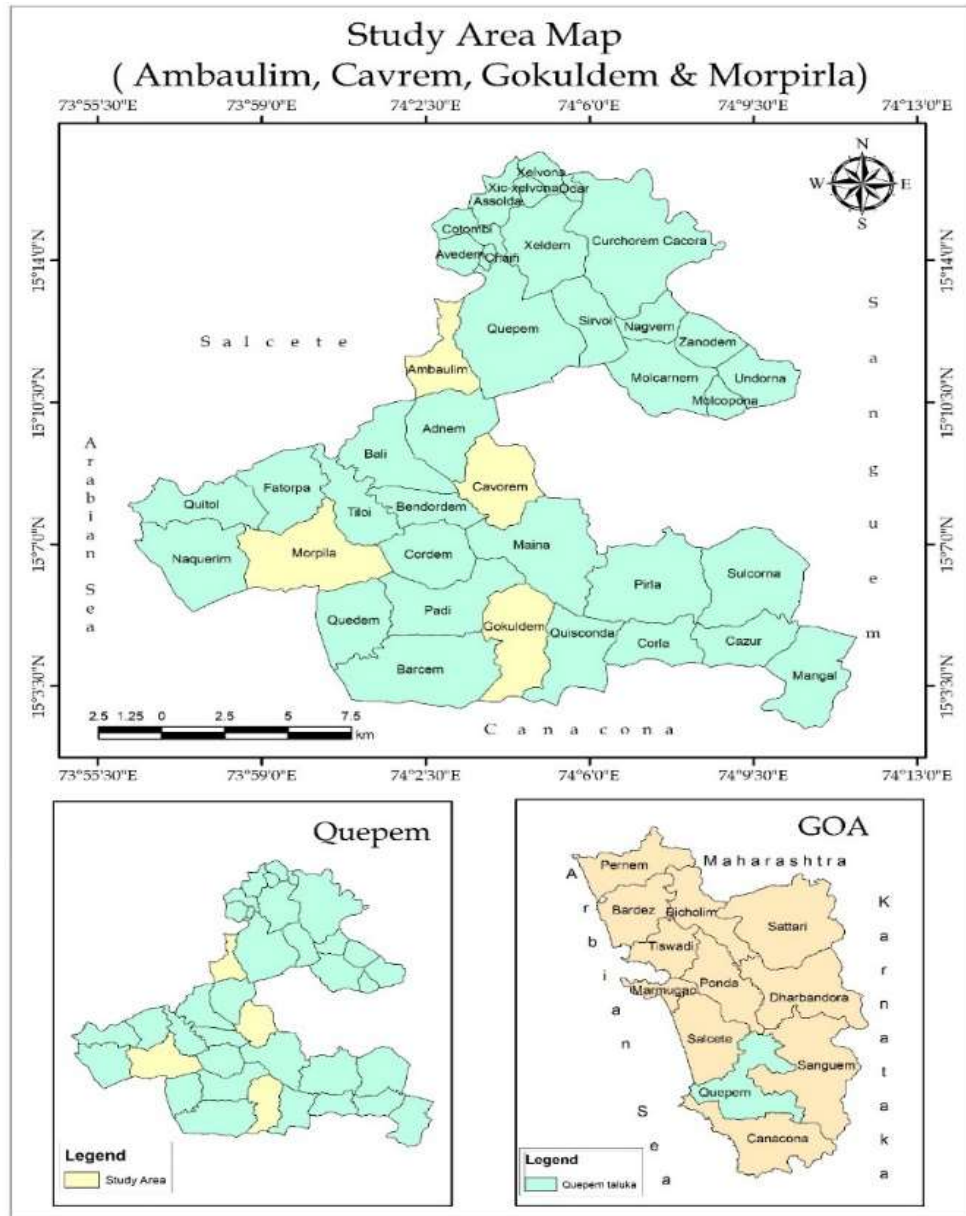 Study Area Map
( Ambaulim, Cavrem, Gokuldem & Morpirla)
73°55'30"E 73°59'0"E 74°2'30"E 74°6'0"E 74°9'30"E 74°13'0"E
N
W E
S
15°14'0"N
15°10'30"N
15°7'0"N
15°3'30"N
15°14'0"N
15°10'30"N
15°7'0"N
15°3'30"N
Xelvona
Xic-xelvona
Assolda
Cotombi
Avedem
Xeldem
Curchorem Cacora
Quepem
Sirvoi
Nagvem
Zanodem
Molcarnem
Undorna
Molcopona
Salcete
Ambaulim
Adnem
Bali
Cavorem
Fatorpa
Quitol
Tiloi
Bendordem
Naquerim
Morpila
Cordem
Maina
Pirla
Sulcorna
Quedem
Padi
Gokuldem
Quisconda
Corla
Cazur
Barcem
Mangal
Arabian Sea
Sanguem
Canacona
2.5 1.25 0 2.5 5 7.5
km
73°55'30"E 73°59'0"E 74°2'30"E 74°6'0"E 74°9'30"E 74°13'0"E
Quepem
Legend
Study Area
GOA
Maharashtra
Karnataka
Arbian Sea
Pernem
Bardez
Bicholim
Sattari
Tiswadi
Ponda
Marmugao
Dharbandora
Salcete
Sanguem
Quepem
Canacona
Legend
Quepem taluka